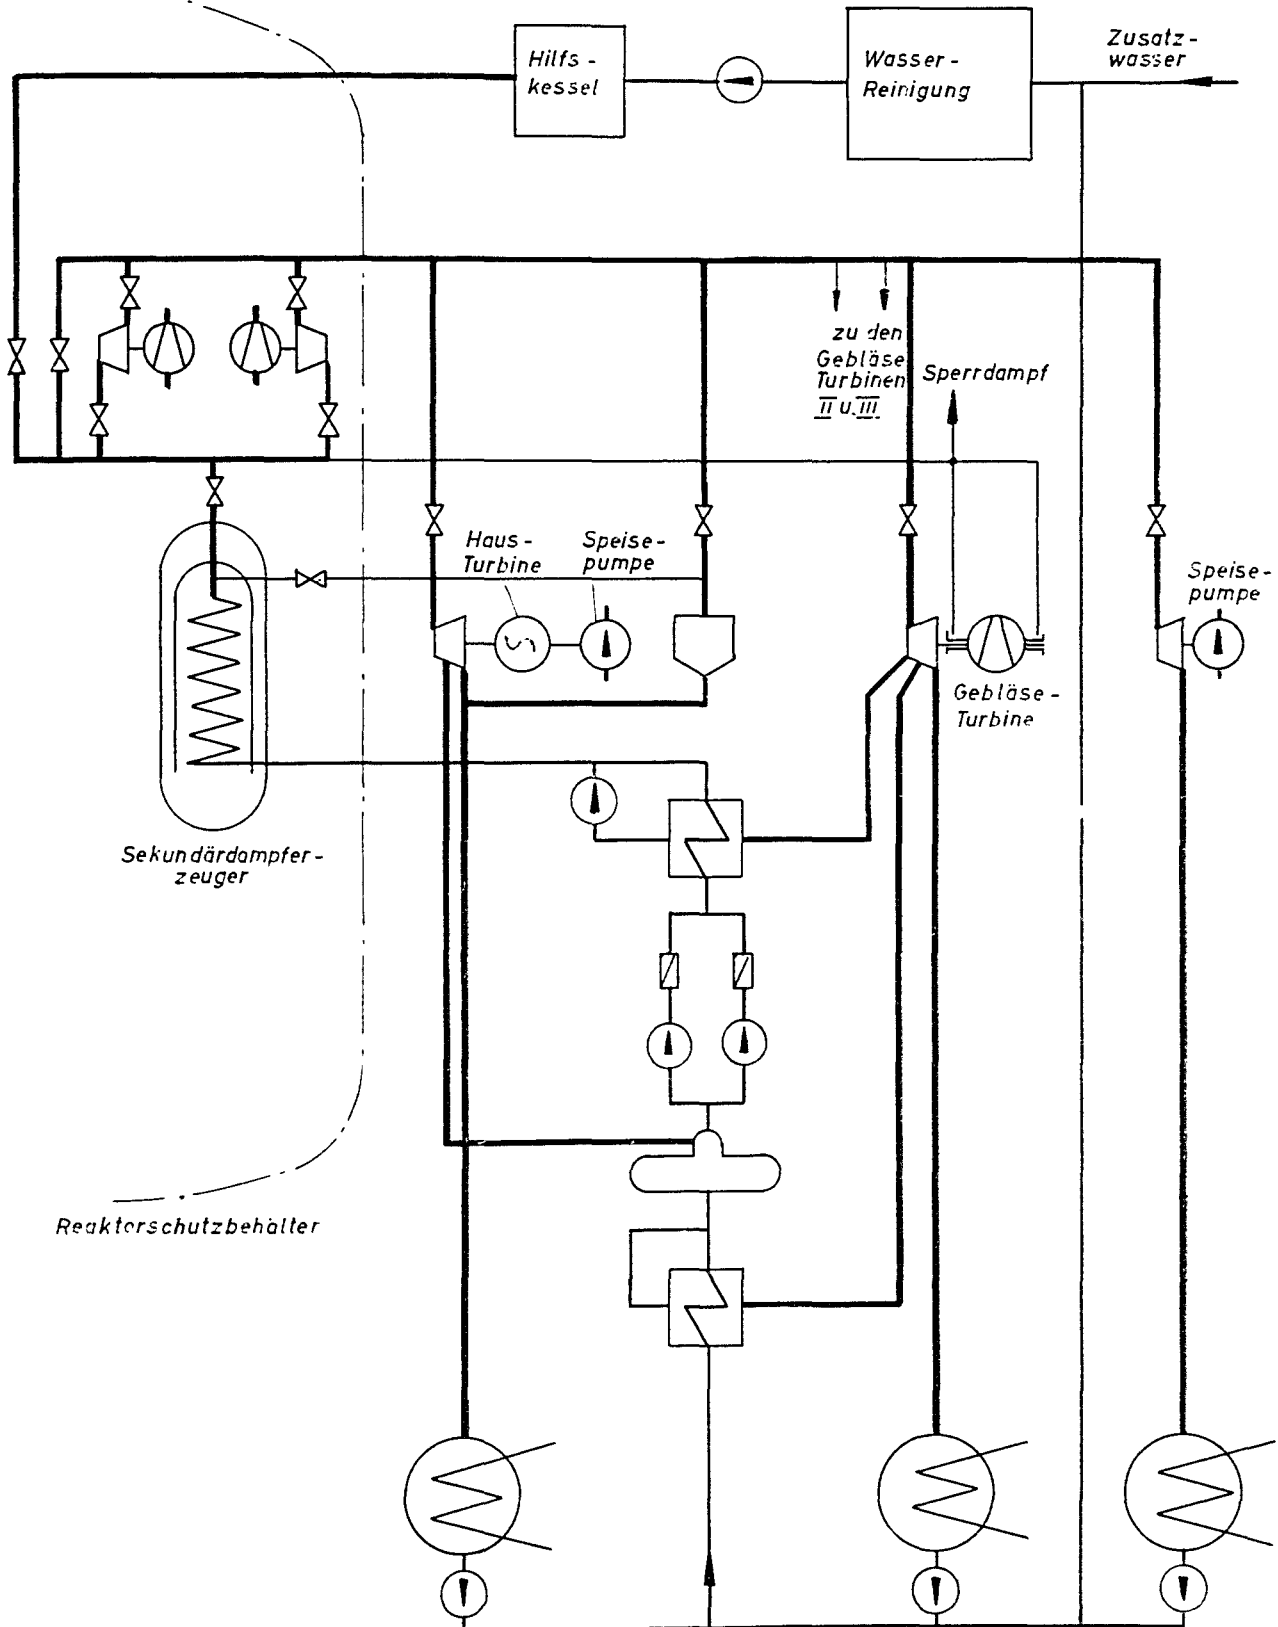 Hilfs-
kessel
Wasser-
Reinigung
Zusatz-
wasser
zu den
Gebläse
Turbinen
II u. III
Sperrdampf
Haus-
Turbine
Speise-
pumpe
Speise-
pumpe
Gebläse-
Turbine
Sekundärdampfer-
zeuger
Reaktorschutzbehälter